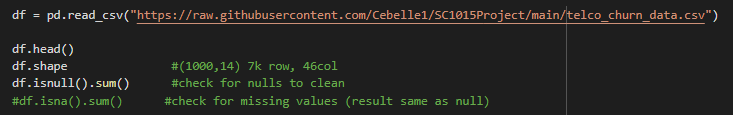 df = pd.read_csv("https://raw.githubusercontent.com/Cebelle1/SC1015Project/main/telco_churn_data.csv")
df.head()
df.shape #(1000,14) 7k row, 46col
df.isnull().sum() #check for nulls to clean
#df.isna().sum() #check for missing values (result same as null)